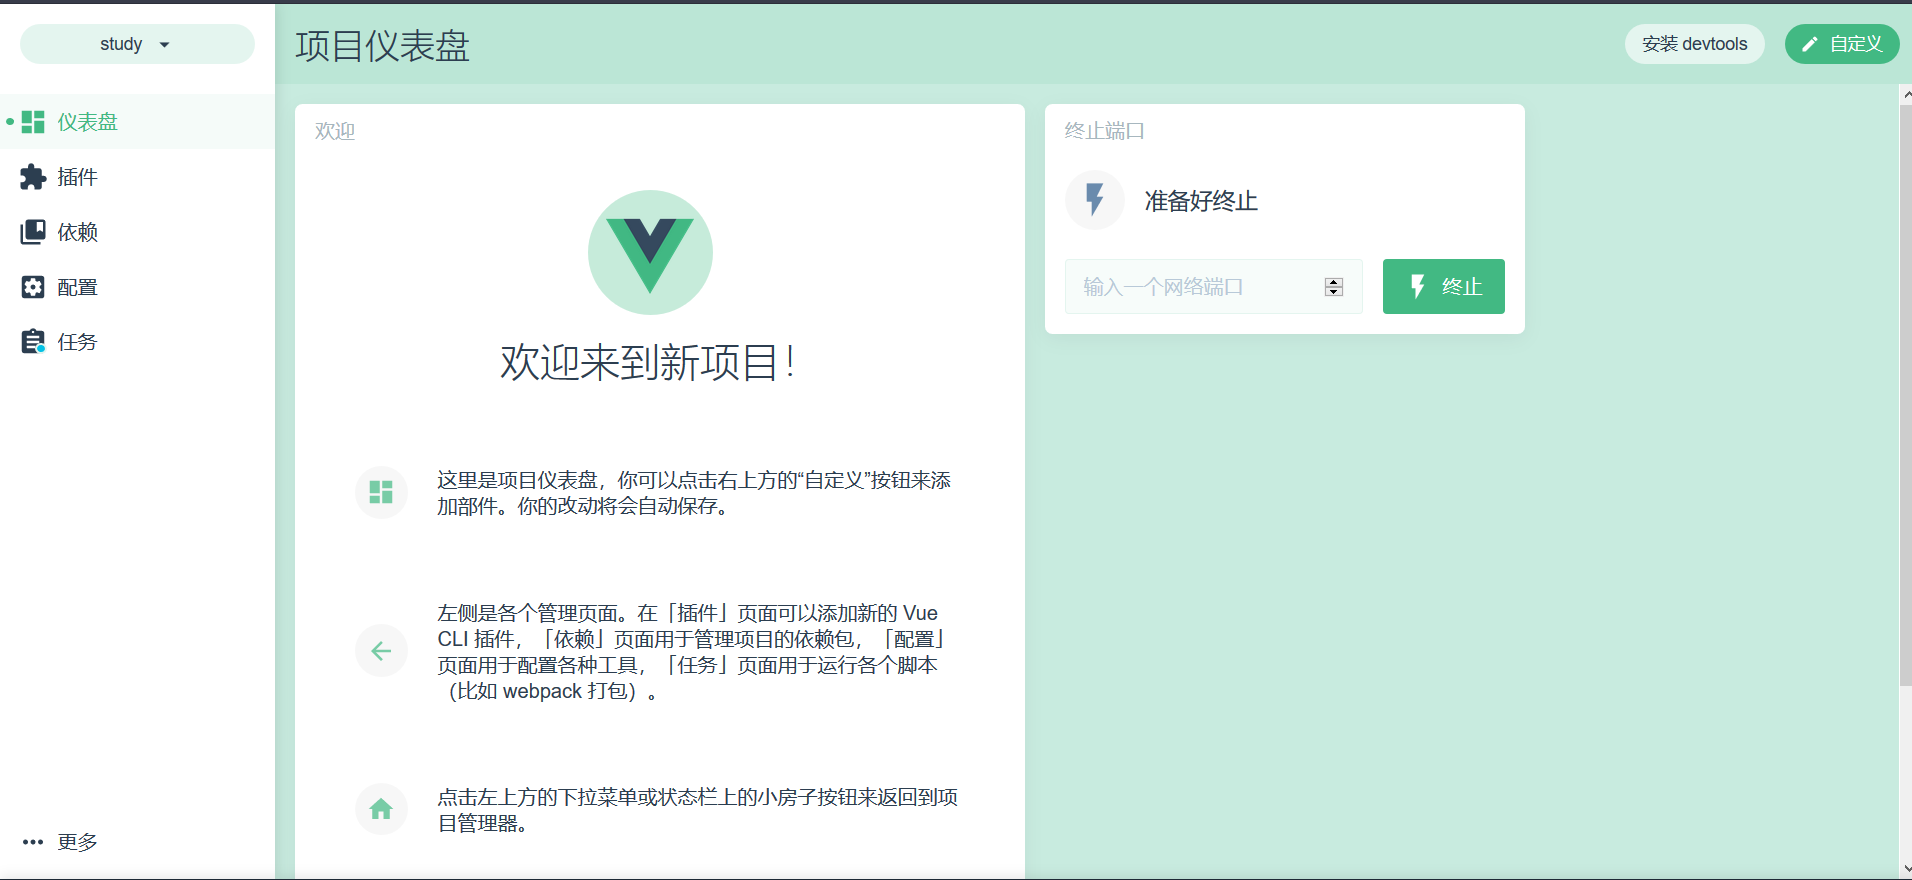 study
项目仪表盘
安装 devtools
自定义
仪表盘
插件
依赖
配置
任务
更多
欢迎
欢迎来到新项目！
这里是项目仪表盘，你可以点击右上方的“自定义”按钮来添
加部件。你的改动将会自动保存。
左侧是各个管理页面。在「插件」页面可以添加新的 Vue
CLI 插件，「依赖」页面用于管理项目的依赖包，「配置」
页面用于配置各种工具，「任务」页面用于运行各个脚本
（比如 webpack 打包）。
点击左上方的下拉菜单或状态栏上的小房子按钮来返回到项
目管理器。
终止端口
准备好终止
输入一个网络端口
终止